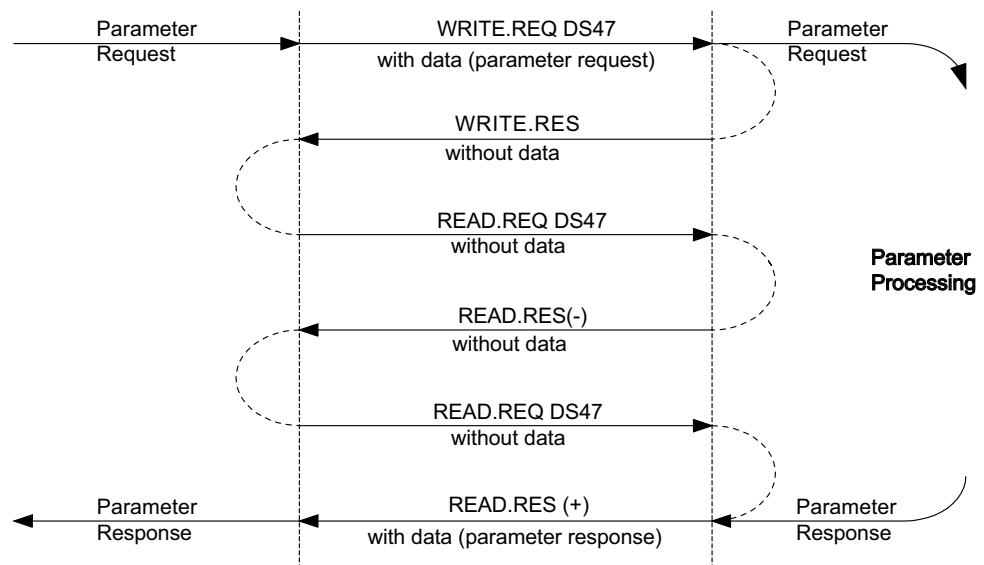 Parameter
Request
WRITE.REQ DS47
with data (parameter request)
Parameter
Request
WRITE.RES
without data
READ.REQ DS47
without data
Parameter
Processing
READ.RES(-)
without data
READ.REQ DS47
without data
Parameter
Response
READ.RES (+)
with data (parameter response)
Parameter
Response